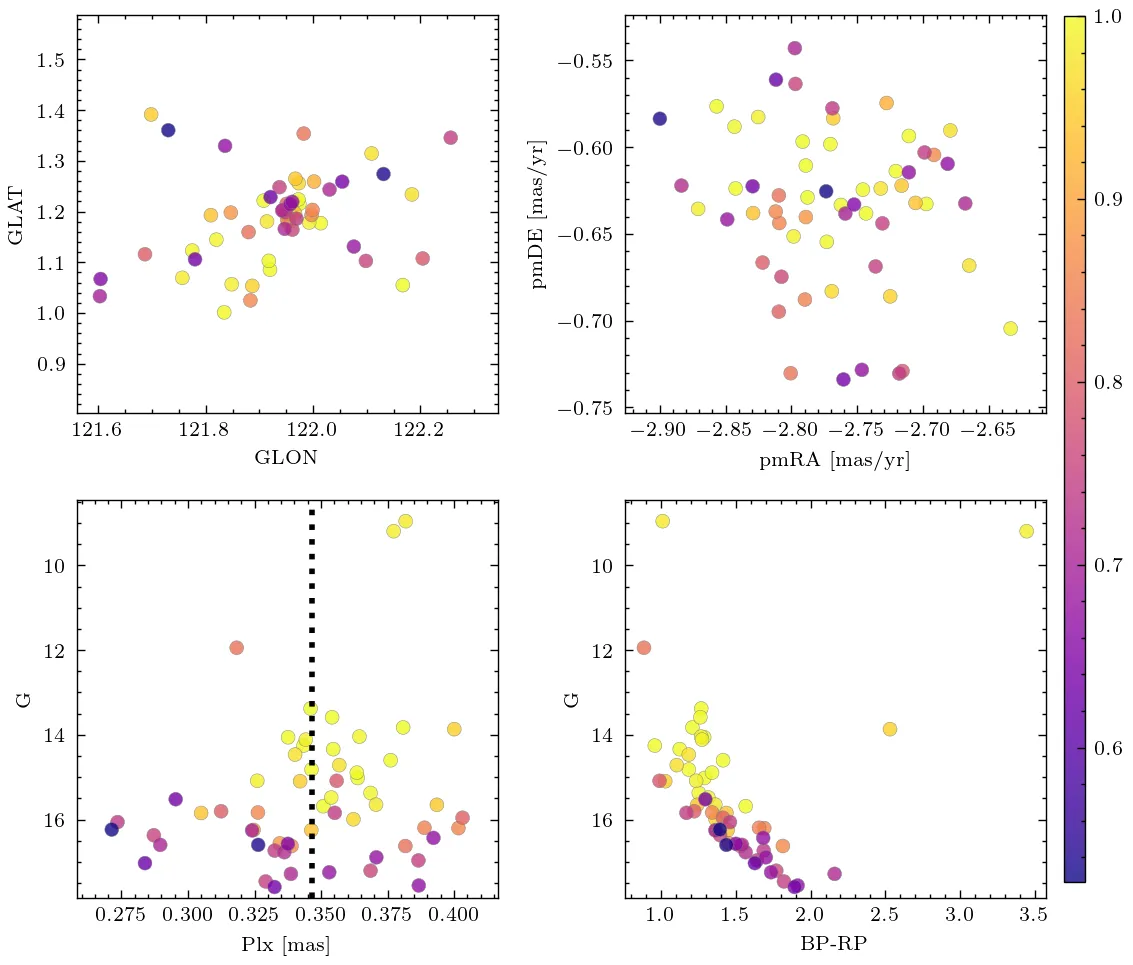 1.5
1.4
1.3
1.2
1.1
1.0
0.9
GLAT
121.6 121.8 122.0 122.2
GLON
−0.55
−0.60
−0.65
−0.70
−0.75
pmDE [mas/yr]
−2.90 −2.85 −2.80 −2.75 −2.70 −2.65
pmRA [mas/yr]
1.0
0.9
0.8
0.7
0.6
10
12
14
16
G
0.275 0.300 0.325 0.350 0.375 0.400
Plx [mas]
10
12
14
16
G
1.0 1.5 2.0 2.5 3.0 3.5
BP-RP